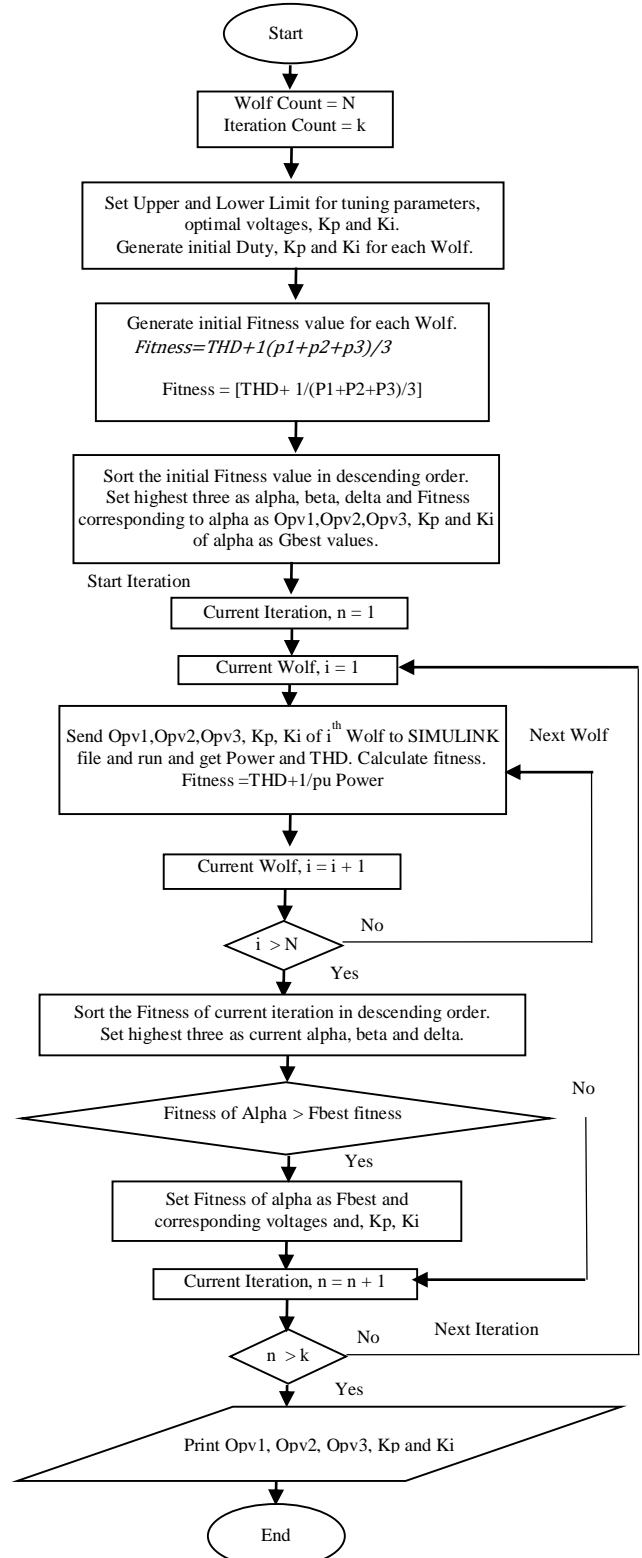 Start
Wolf Count = N
Iteration Count = k
Set Upper and Lower Limit for tuning parameters,
optimal voltages, Kp and Ki.
Generate initial Duty, Kp and Ki for each Wolf.
Generate initial Fitness value for each Wolf.
Fitness=THD+1(p1+p2+p3)/3
Fitness = [THD+ 1/(P1+P2+P3)/3]
Sort the initial Fitness value in descending order.
Set highest three as alpha, beta, delta and Fitness
corresponding to alpha as Opv1,Opv2,Opv3, Kp and Ki
of alpha as Gbest values.
Start Iteration
Current Iteration, n = 1
Current Wolf, i = 1
Send Opv1,Opv2,Opv3, Kp, Ki of i^th Wolf to SIMULINK
file and run and get Power and THD. Calculate fitness.
Fitness =THD+1/pu Power
Next Wolf
Current Wolf, i = i + 1
i > N
No
Yes
Sort the Fitness of current iteration in descending order.
Set highest three as current alpha, beta and delta.
Fitness of Alpha > Fbest fitness
No
Yes
Set Fitness of alpha as Fbest and
corresponding voltages and, Kp, Ki
Current Iteration, n = n + 1
n > k
No
Next Iteration
Yes
Print Opv1, Opv2, Opv3, Kp and Ki
End